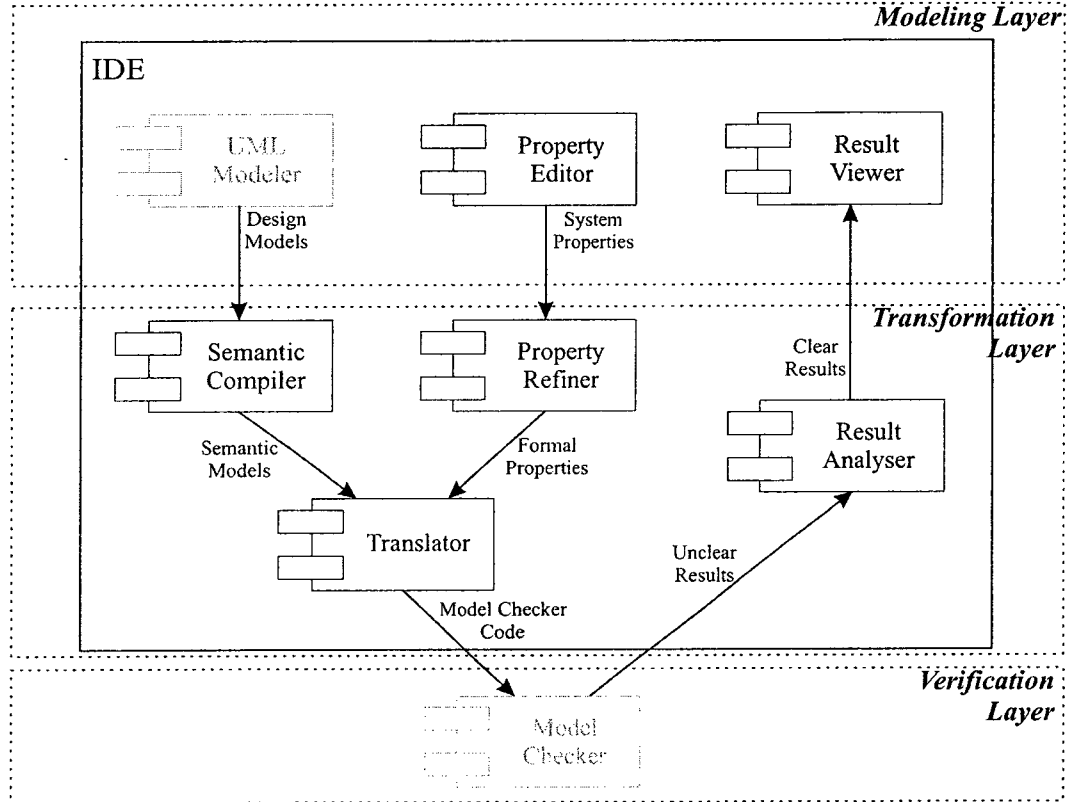 Modeling Layer
IDE
UML
Modeler
Property
Editor
Result
Viewer
Design
Models
System
Properties
Transformation
Layer
Semantic
Compiler
Property
Refiner
Clear
Results
Result
Analyser
Semantic
Models
Formal
Properties
Translator
Unclear
Results
Model Checker
Code
Verification
Layer
Model
Checker